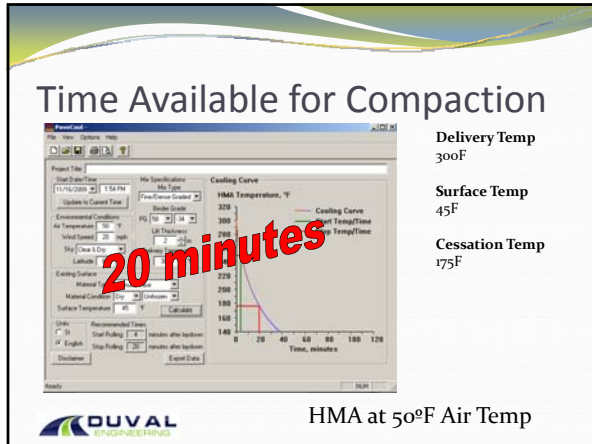 Time Available for Compaction
PaveCool -
File View Options Help
Project Title
Start Date/Time
11/16/2009 1:54 PM
Update to Current Time
Environmental Conditions
Air Temperature 50 °F
Wind Speed 20 mph
Sky Clear & Dry
Latitude
Existing Surface
Material
Material Condition Dry Unfrozen
Surface Temperature 45 °F
Calculate
Mix Specifications
Mix Type
Fine/Dense Graded
Binder Grade
PG 58 -34
Lift Thickness
2 in.
Delivery
Units
SI
English
Recommended Times
Start Rolling: 4 minutes after laydown
Stop Rolling: 20 minutes after laydown
Disclaimer
Export Data
Ready
NUM
Cooling Curve
HMA Temperature, °F
320
300
280
200
180
160
140
0 20 40 60 80 100 120
Time, minutes
Cooling Curve
Start Temp/Time
Stop Temp/Time
20 minutes
Delivery Temp
300F
Surface Temp
45F
Cessation Temp
175F
DUVAL
ENGINEERING
HMA at 50ºF Air Temp